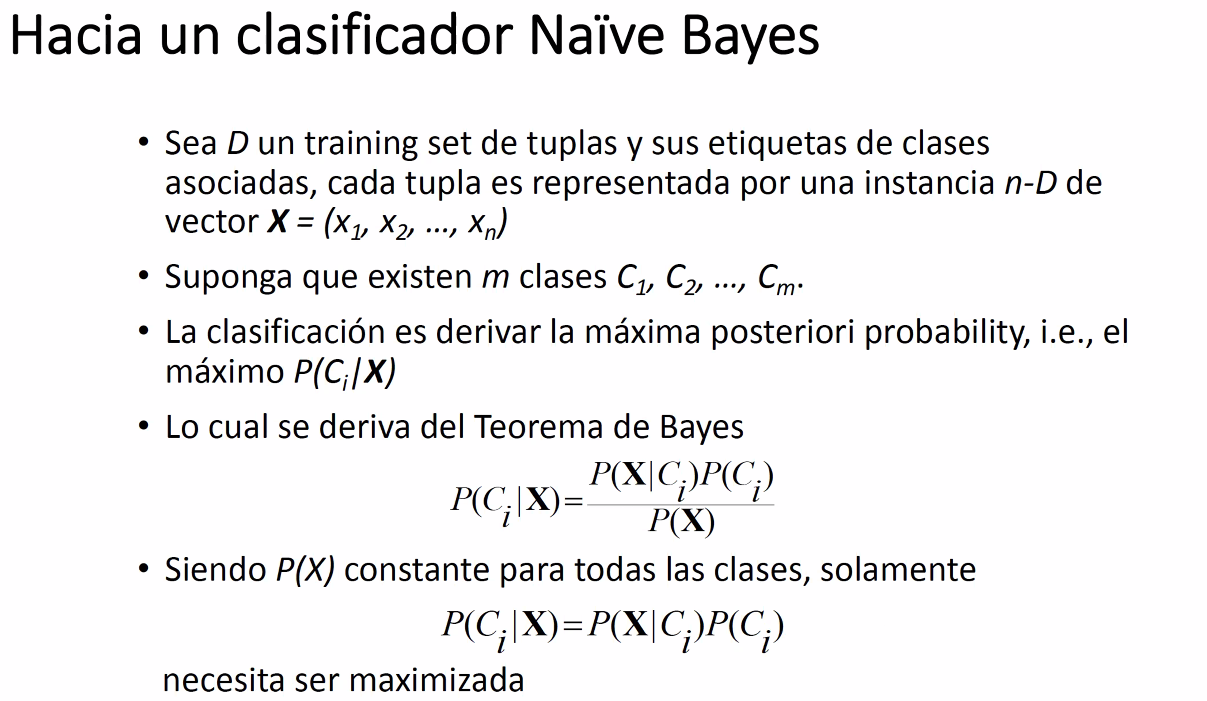 Hacia un clasificador Naïve Bayes
• Sea D un training set de tuplas y sus etiquetas de clases
asociadas, cada tupla es representada por una instancia n-D de
vector X = (x₁, x₂, …, xₙ)
• Suponga que existen m clases C₁, C₂, …, Cₘ.
• La clasificación es derivar la máxima posteriori probability, i.e., el
máximo P(Cᵢ|X)
• Lo cual se deriva del Teorema de Bayes
P(Cᵢ|X)=P(X|Cᵢ)P(Cᵢ)/P(X)
• Siendo P(X) constante para todas las clases, solamente
P(Cᵢ|X)=P(X|Cᵢ)P(Cᵢ)
necesita ser maximizada